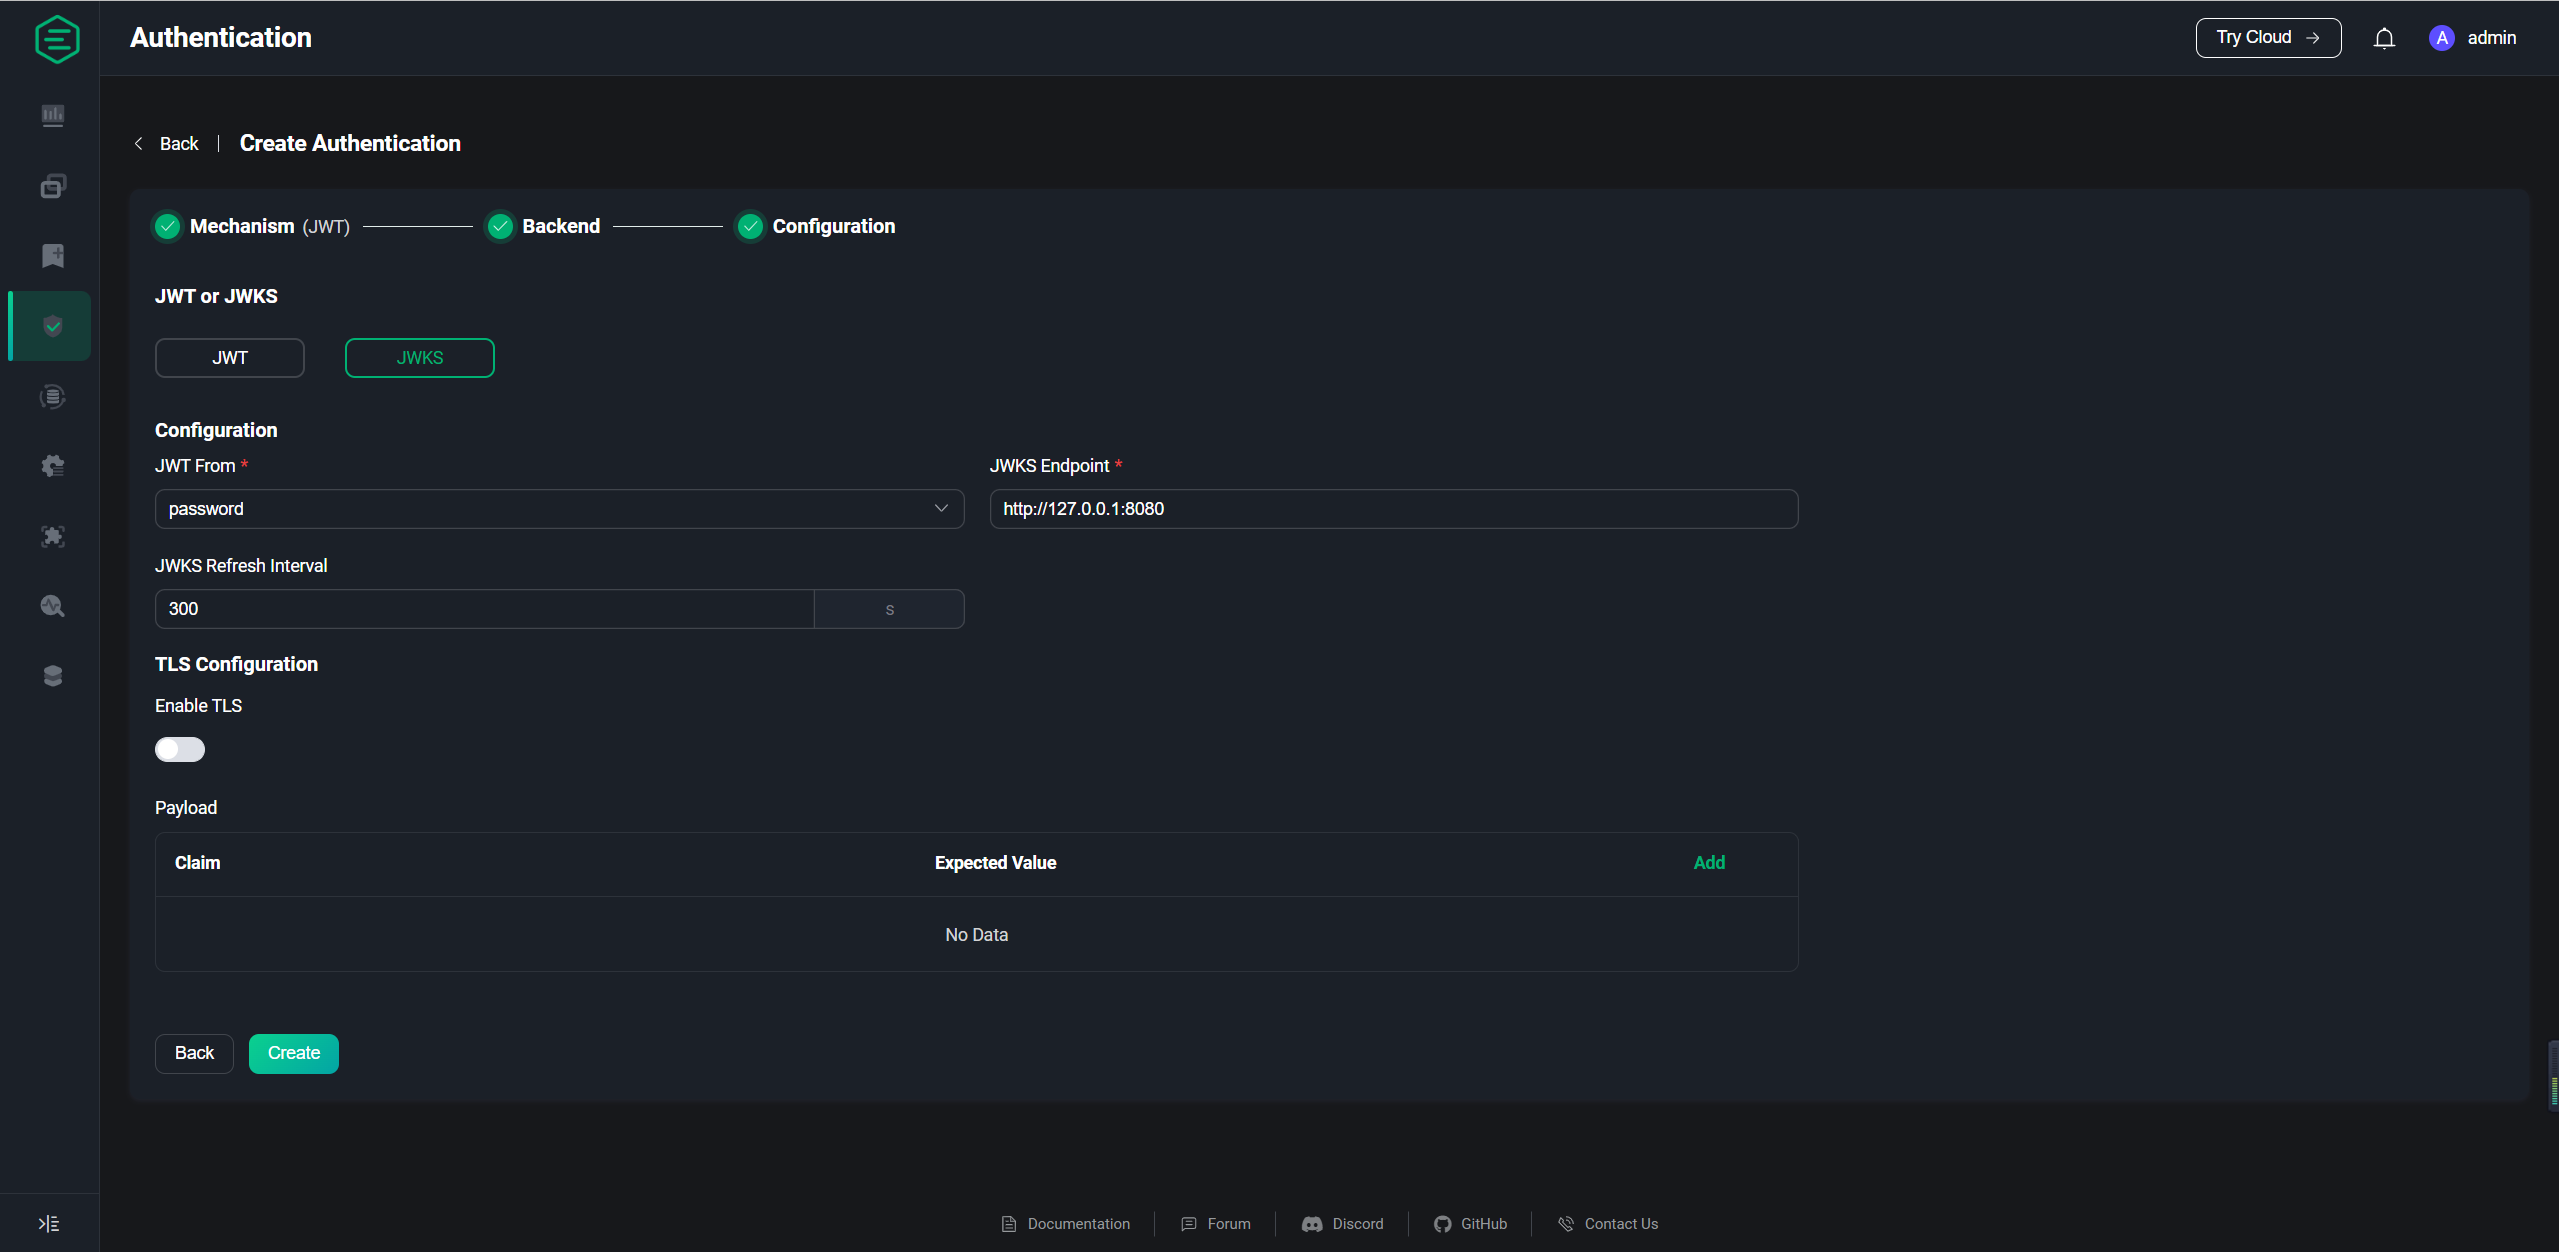 Authentication
Try Cloud
A admin
Back
Create Authentication
Mechanism (JWT)
Backend
Configuration
JWT or JWKS
JWT
JWKS
Configuration
JWT From *
JWKS Endpoint *
password
http://127.0.0.1:8080
JWKS Refresh Interval
300
s
TLS Configuration
Enable TLS
Payload
Claim
Expected Value
Add
No Data
Back
Create
Documentation
Forum
Discord
GitHub
Contact Us